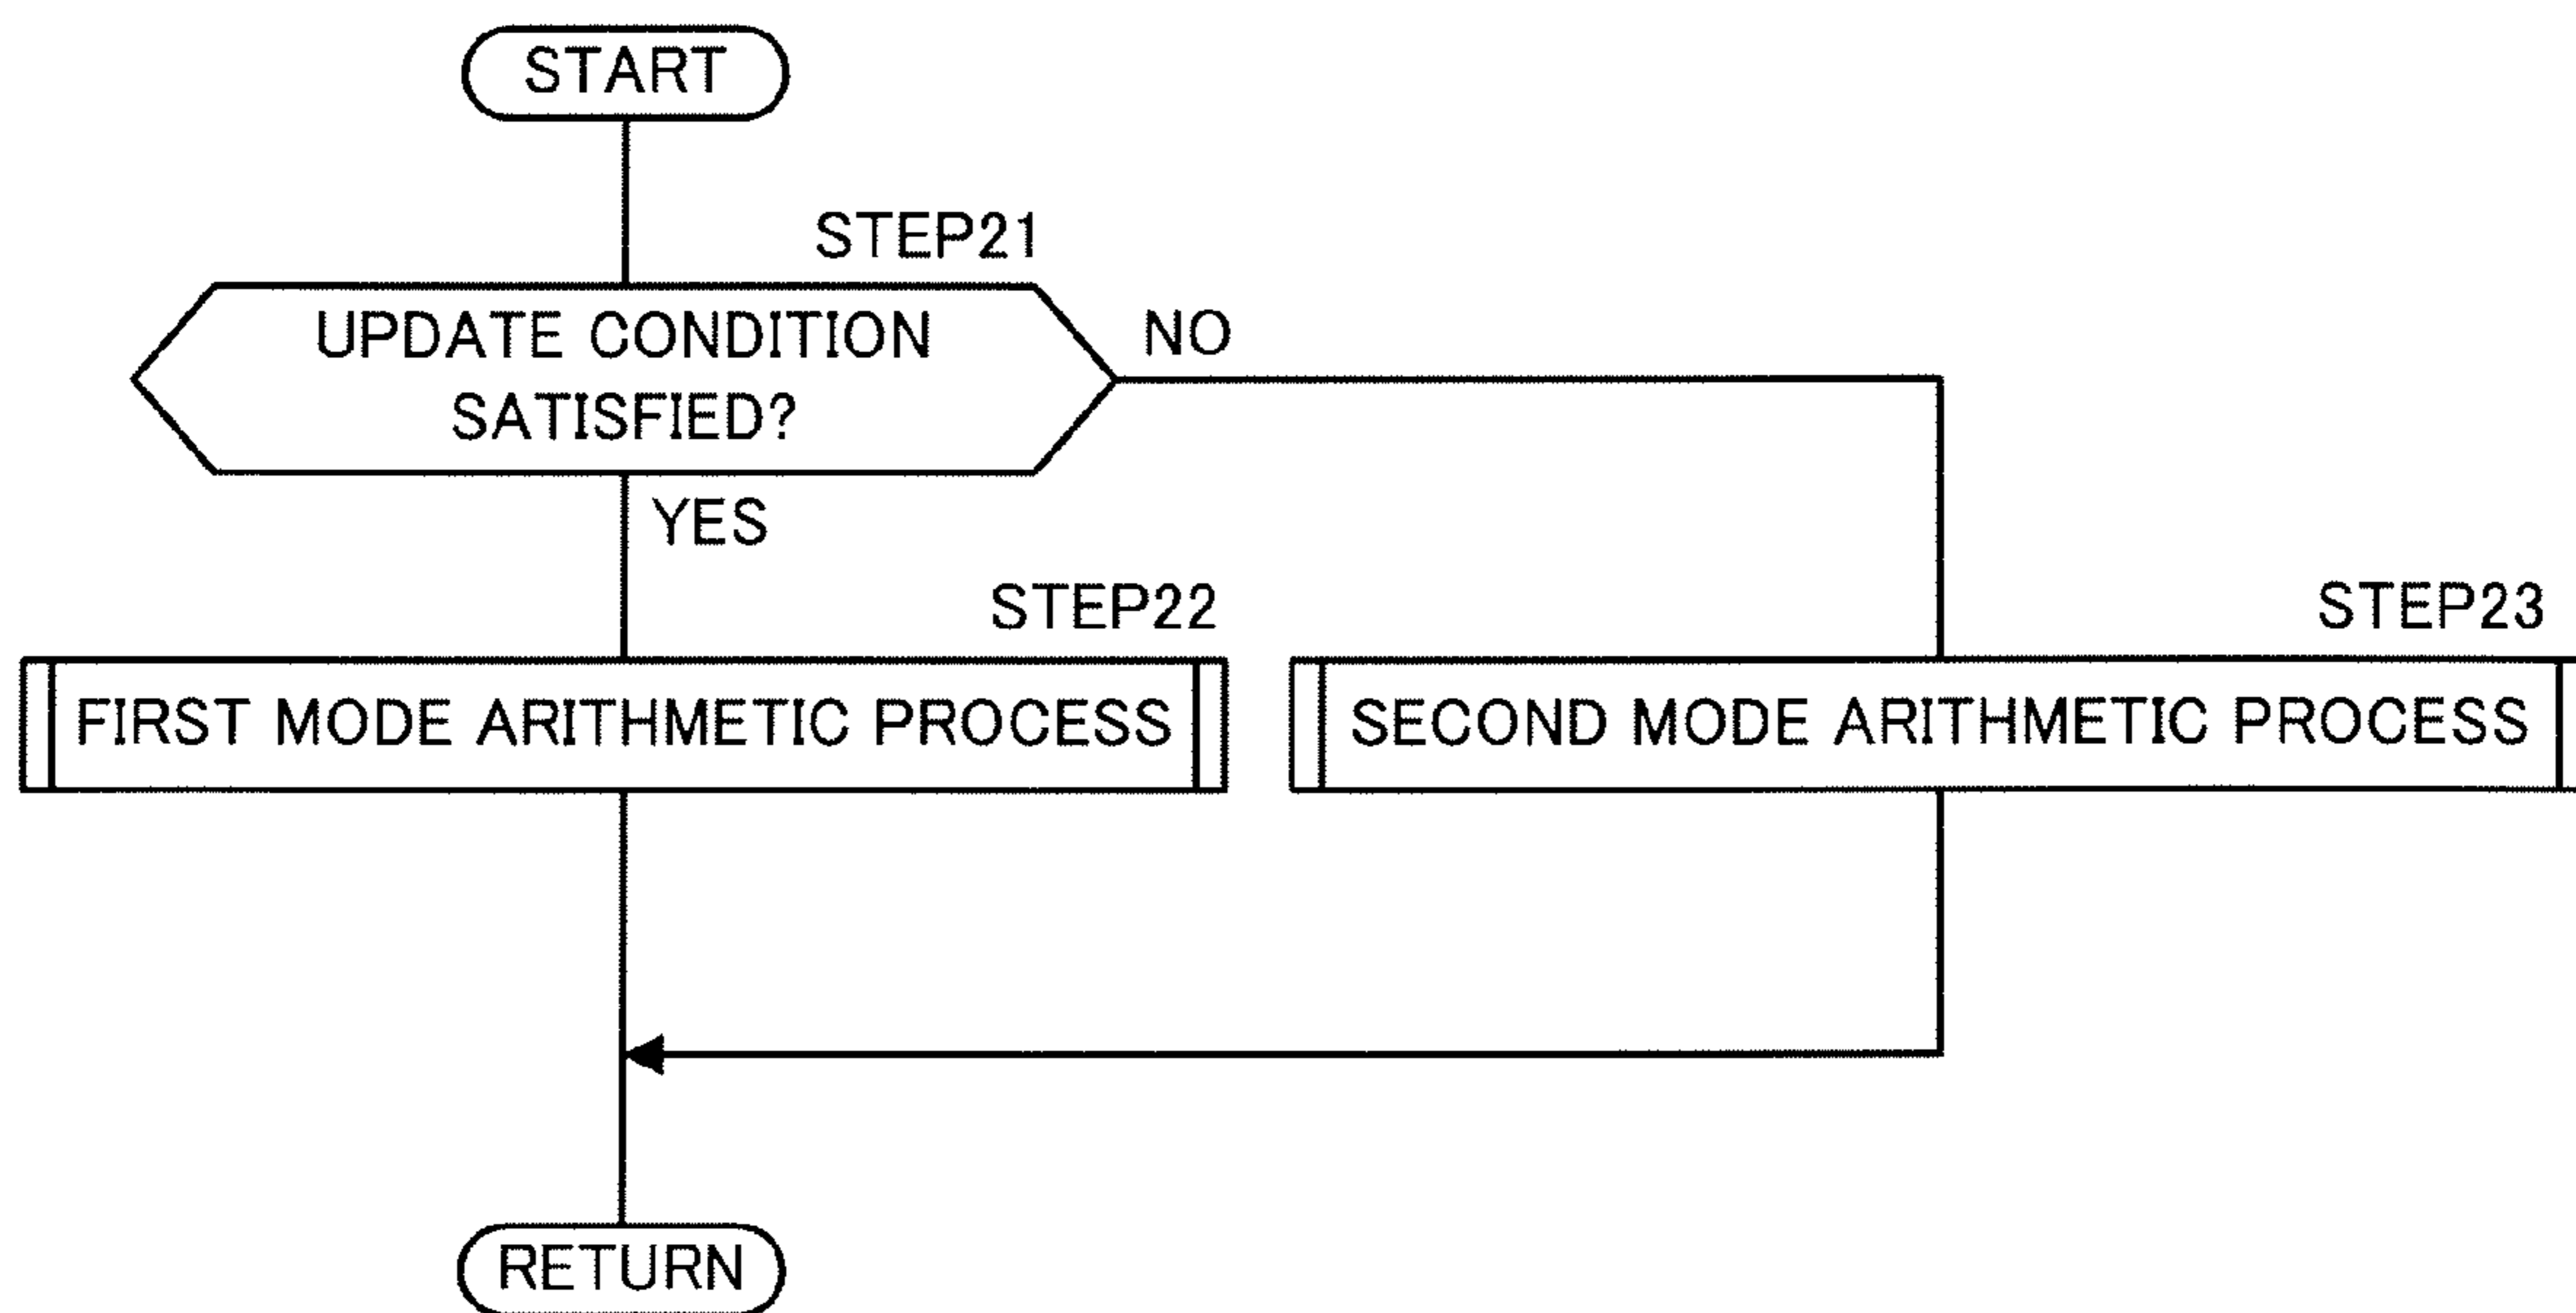 START
STEP21
UPDATE CONDITION
SATISFIED?
NO
YES
STEP22
FIRST MODE ARITHMETIC PROCESS
STEP23
SECOND MODE ARITHMETIC PROCESS
RETURN